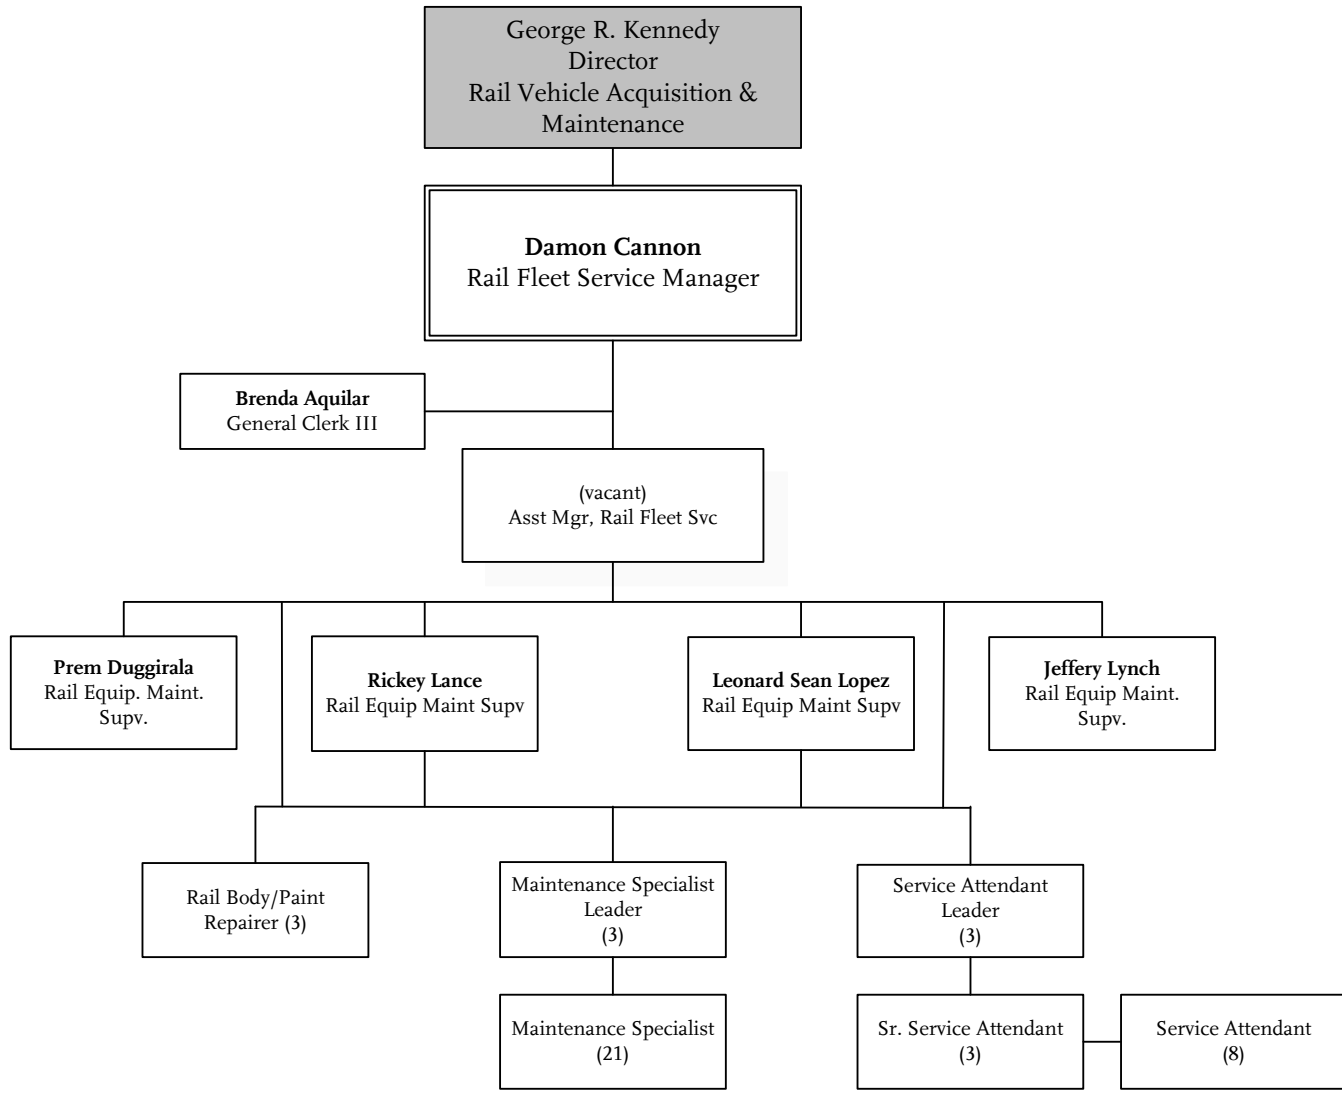 George R. Kennedy
Director
Rail Vehicle Acquisition &
Maintenance
Damon Cannon
Rail Fleet Service Manager
Brenda Aquilar
General Clerk III
(vacant)
Asst Mgr, Rail Fleet Svc
Prem Duggirala
Rail Equip. Maint.
Supv.
Rickey Lance
Rail Equip Maint Supv
Leonard Sean Lopez
Rail Equip Maint Supv
Jeffery Lynch
Rail Equip Maint.
Supv.
Rail Body/Paint
Repairer (3)
Maintenance Specialist
Leader
(3)
Service Attendant
Leader
(3)
Maintenance Specialist
(21)
Sr. Service Attendant
(3)
Service Attendant
(8)